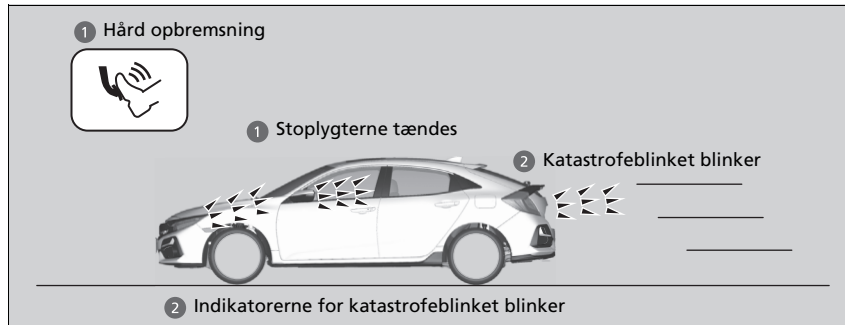 1 Hård opbremsning
1 Stoplygterne tændes
2 Katastrofeblinket blinker
2 Indikatorerne for katastrofeblinket blinker